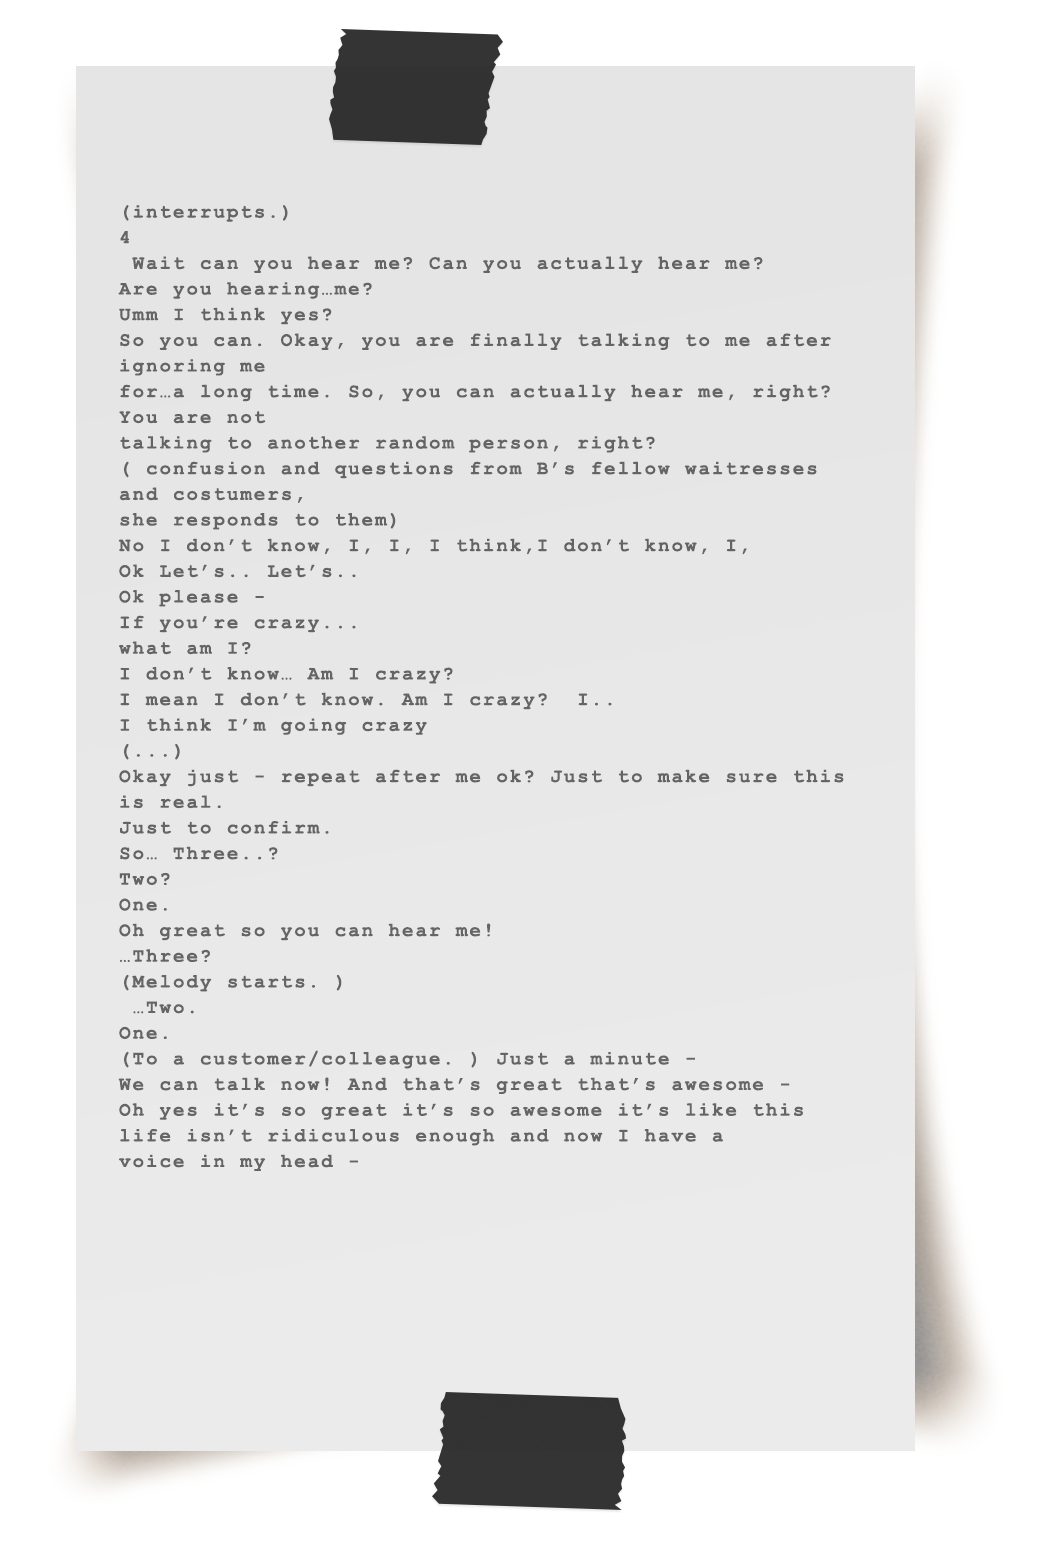 (interrupts.)
4
Wait can you hear me? Can you actually hear me?
Are you hearing…me?
Umm I think yes?
So you can. Okay, you are finally talking to me after
ignoring me
for…a long time. So, you can actually hear me, right?
You are not
talking to another random person, right?
( confusion and questions from B’s fellow waitresses
and costumers,
she responds to them)
No I don’t know, I, I, I think,I don’t know, I,
Ok Let’s.. Let’s..
Ok please -
If you’re crazy...
what am I?
I don’t know… Am I crazy?
I mean I don’t know. Am I crazy?  I..
I think I’m going crazy
(...)
Okay just - repeat after me ok? Just to make sure this
is real.
Just to confirm.
So… Three..?
Two?
One.
Oh great so you can hear me!
…Three?
(Melody starts. )
…Two.
One.
(To a customer/colleague. ) Just a minute -
We can talk now! And that’s great that’s awesome -
Oh yes it’s so great it’s so awesome it’s like this
life isn’t ridiculous enough and now I have a
voice in my head -